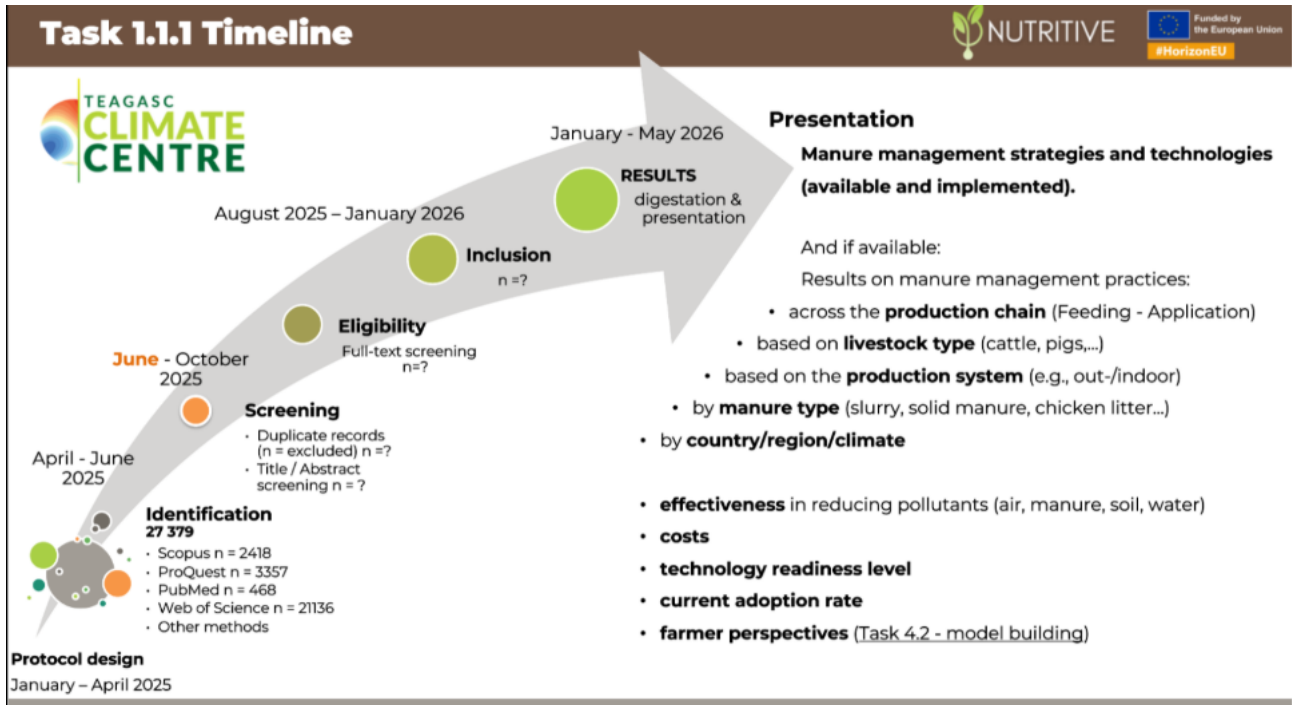 Task 1.1.1 Timeline
NUTRITIVE
Funded by
the European Union
#HorizonEU
TEAGASC
CLIMATE
CENTRE
Protocol design
January – April 2025
April - June
2025
Identification
27 379
· Scopus n = 2418
· ProQuest n = 3357
· PubMed n = 468
· Web of Science n = 21136
· Other methods
June - October
2025
Screening
· Duplicate records
(n = excluded) n =?
· Title / Abstract
screening n = ?
August 2025 – January 2026
Eligibility
Full-text screening
n=?
Inclusion
n =?
January - May 2026
RESULTS
digestation &
presentation
Presentation
Manure management strategies and technologies
(available and implemented).
And if available:
Results on manure management practices:
• across the production chain (Feeding - Application)
• based on livestock type (cattle, pigs,...)
• based on the production system (e.g., out-/indoor)
• by manure type (slurry, solid manure, chicken litter...)
• by country/region/climate
• effectiveness in reducing pollutants (air, manure, soil, water)
• costs
• technology readiness level
• current adoption rate
• farmer perspectives (Task 4.2 - model building)